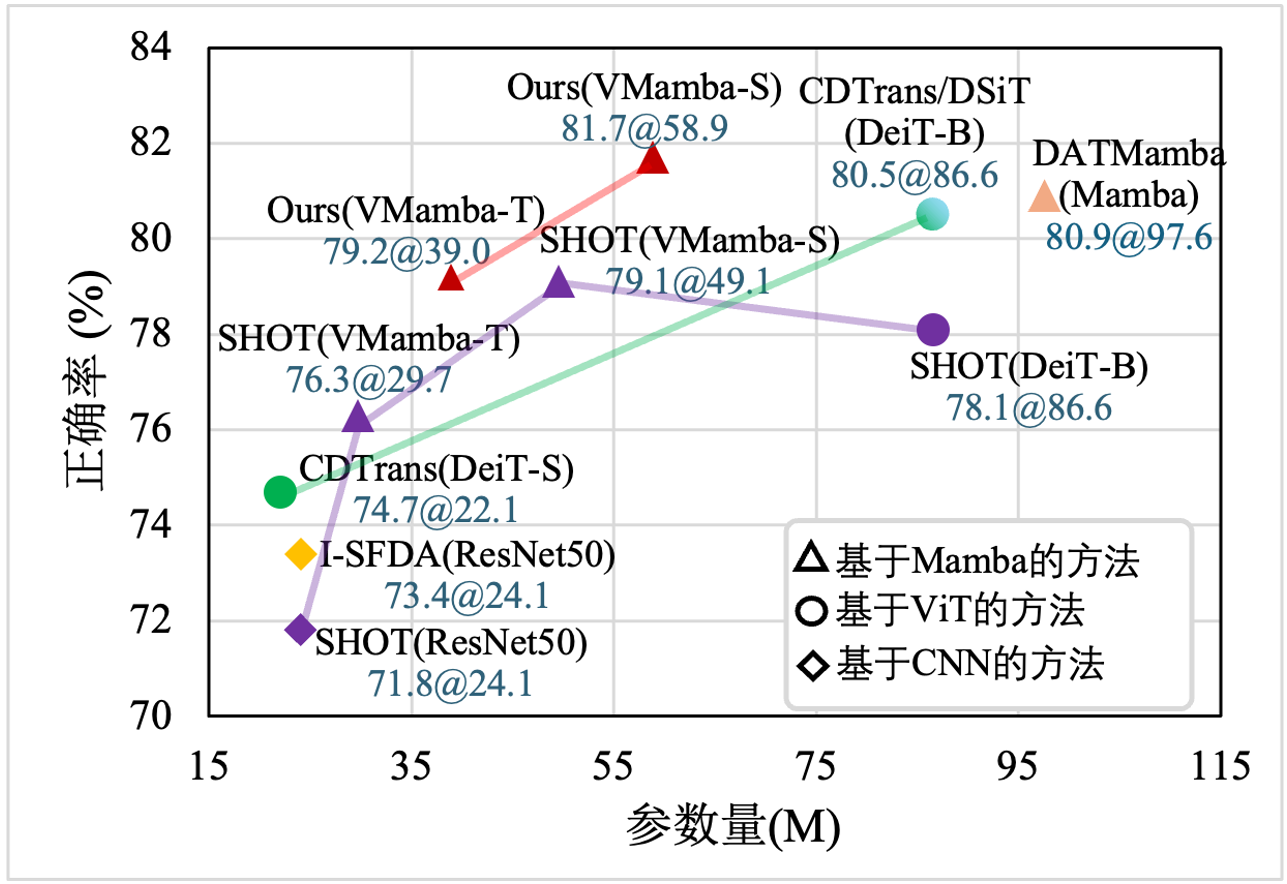 84
82
80
78
76
74
72
70
正确率 (%)
Ours(VMamba-S)
81.7@58.9
CDTrans/DSiT
(DeiT-B)
80.5@86.6
DATMamba
(Mamba)
80.9@97.6
Ours(VMamba-T)
79.2@39.0
SHOT(VMamba-S)
79.1@49.1
SHOT(VMamba-T)
76.3@29.7
SHOT(DeiT-B)
78.1@86.6
CDTrans(DeiT-S)
74.7@22.1
I-SFDA(ResNet50)
73.4@24.1
SHOT(ResNet50)
71.8@24.1
基于Mamba的方法
基于ViT的方法
基于CNN的方法
15 35 55 75 95 115
参数量(M)